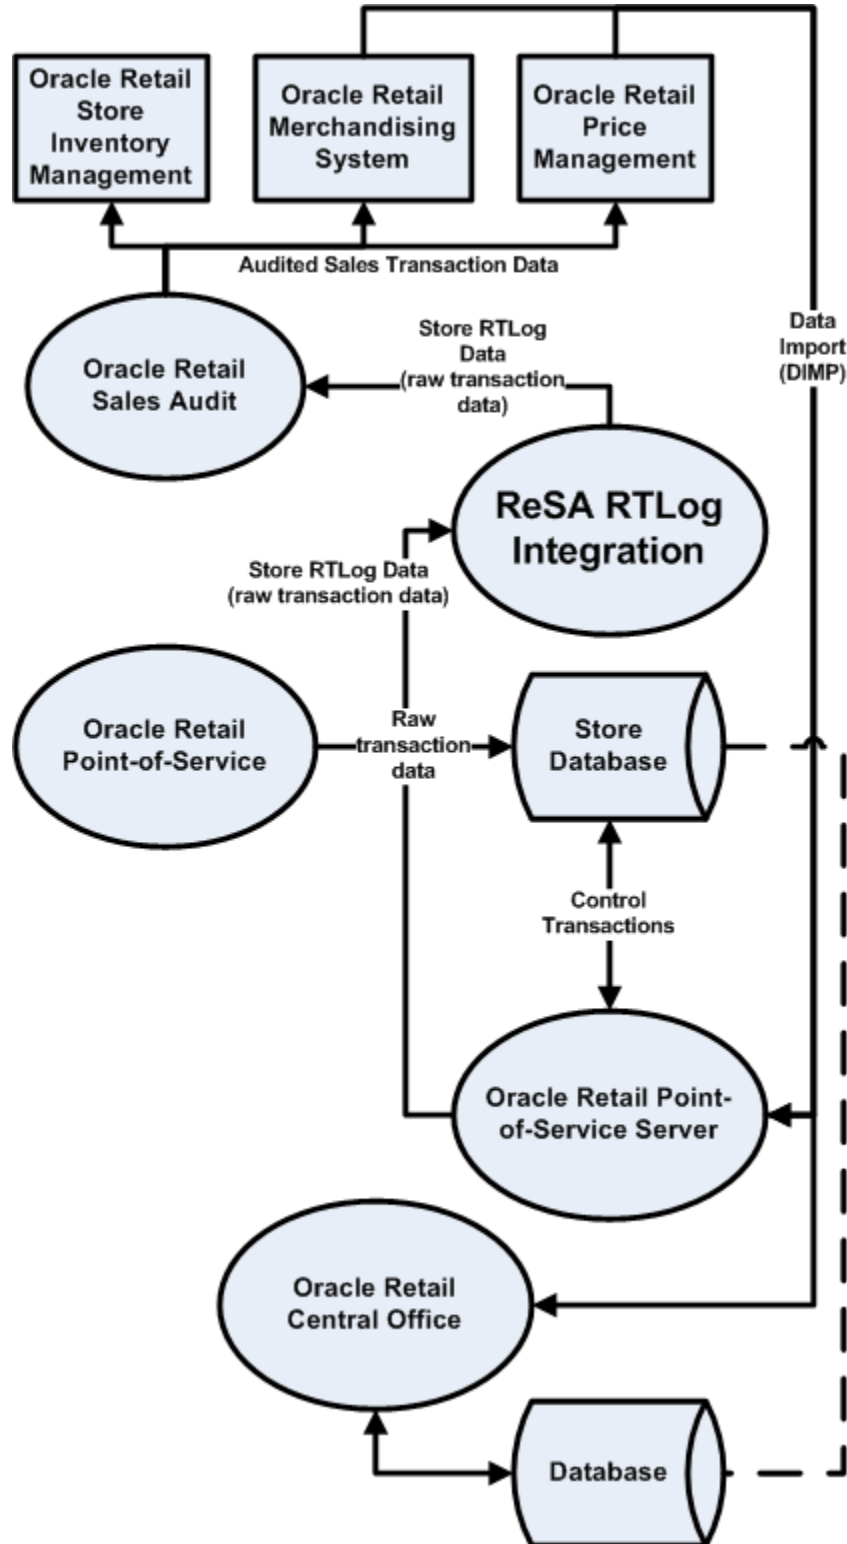 Oracle Retail
Store
Inventory
Management
Oracle Retail
Merchandising
System
Oracle Retail
Price
Management
Audited Sales Transaction Data
Data
Import
(DIMP)
Store RTLog
Data
(raw transaction
data)
Oracle Retail
Sales Audit
ReSA RTLog
Integration
Store RTLog Data
(raw transaction data)
Oracle Retail
Point-of-Service
Raw
transaction
data
Store
Database
Control
Transactions
Oracle Retail Point-
of-Service Server
Oracle Retail
Central Office
Database